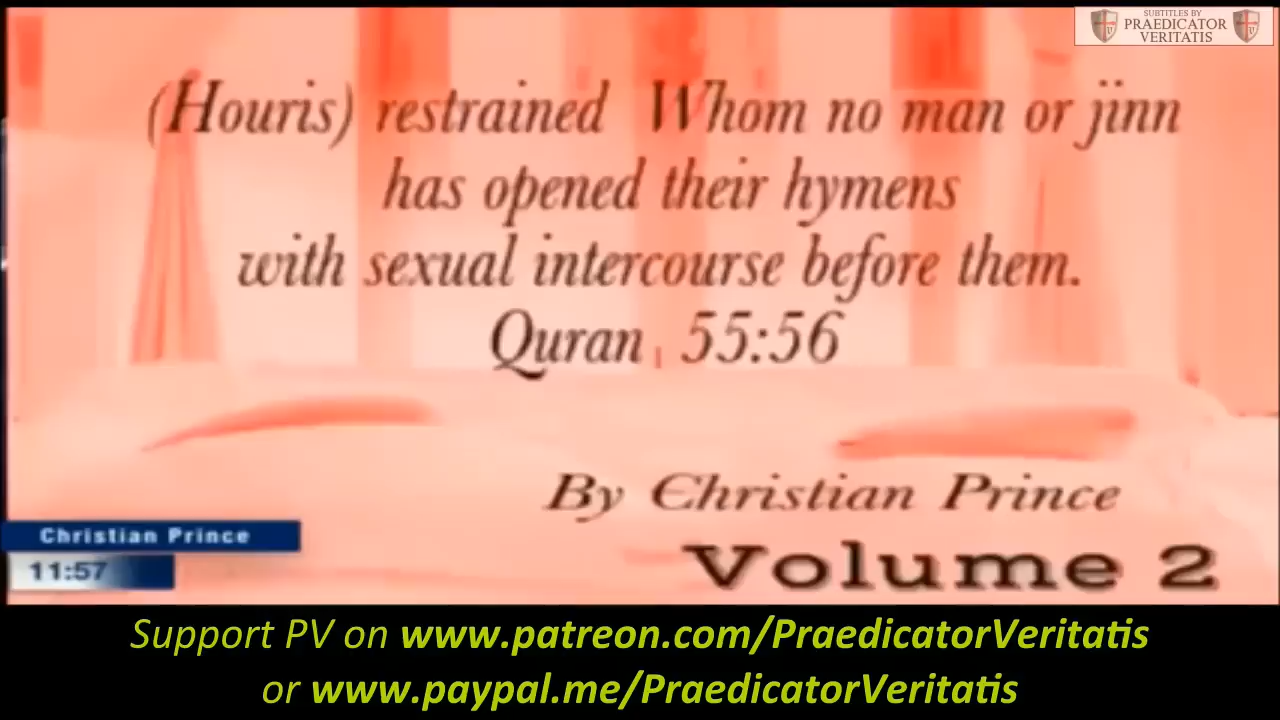 SUBTITLES BY
PRAEDICATOR
VERITATIS
(Houris) restrained Whom no man or jinn
has opened their hymens
with sexual intercourse before them.
Quran 55:56
By Christian Prince
Volume 2
Christian Prince
11:57
Support PV on www.patreon.com/PraedicatorVeritatis
or www.paypal.me/PraedicatorVeritatis